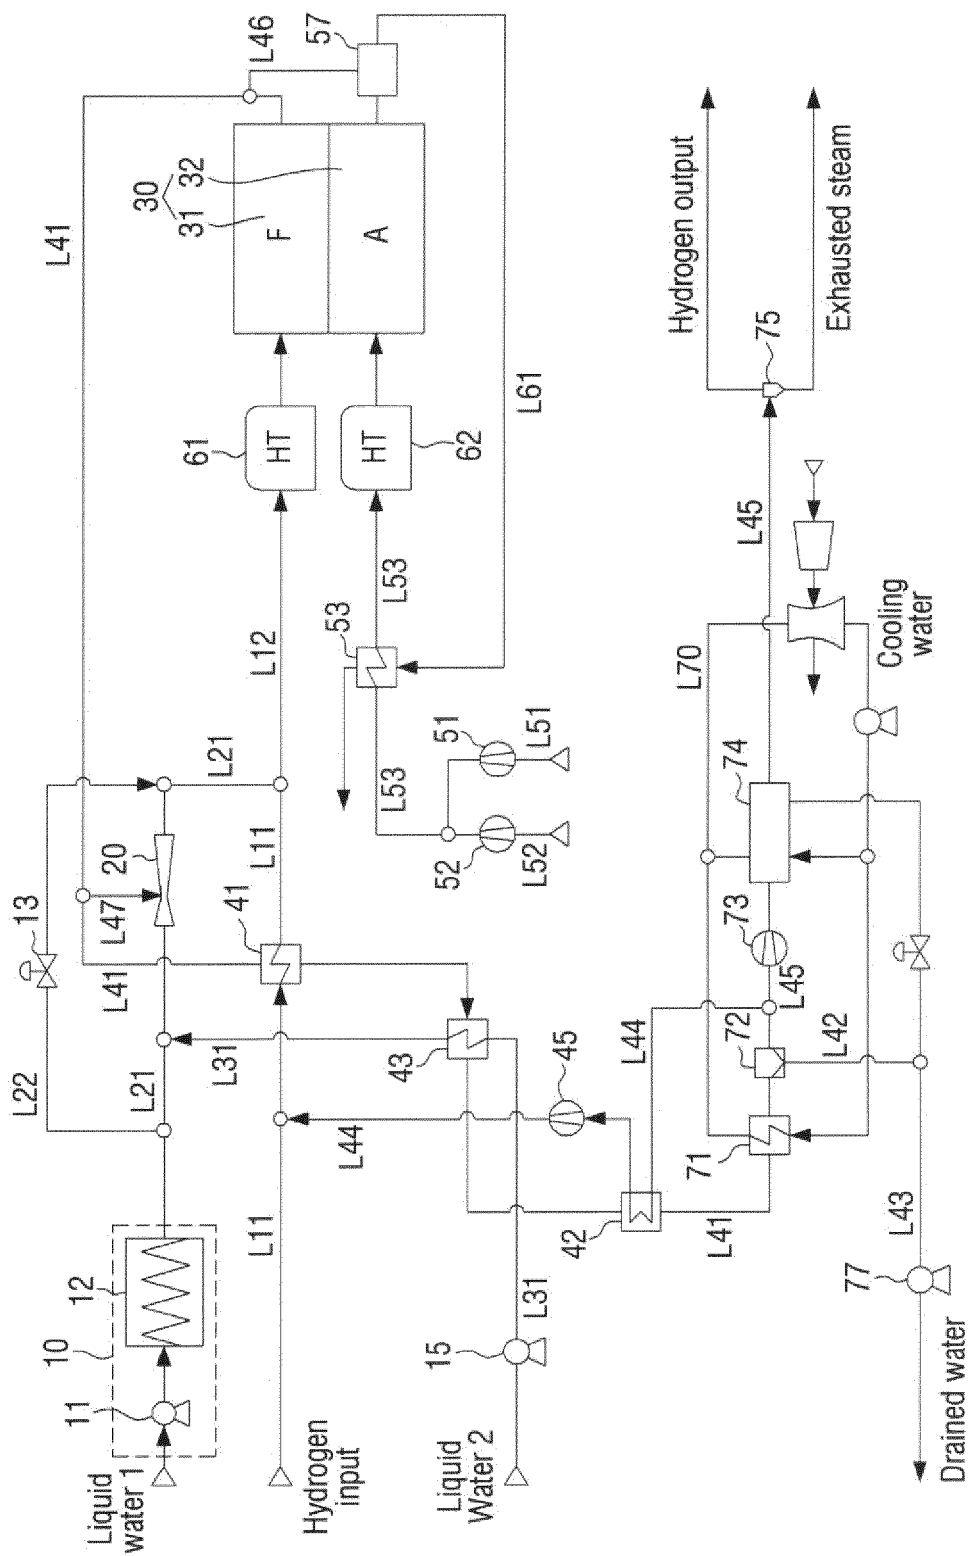 L22
13
10
L41
11
12
Liquid
water 1
L41
L47
20
L21
30
31
32
61
L31
L21
41
L11
L11
L12
L46
HT
F
57
Hydrogen
input
53
L44
HT
A
43
L53
L53
15
52
51
62
Liquid
Water 2
L31
L52
L51
L61
42
45
L44
71
L70
Hydrogen output
L41
72
73
74
L45
75
L45
L42
Exhausted steam
77
L43
Cooling
water
Drained water